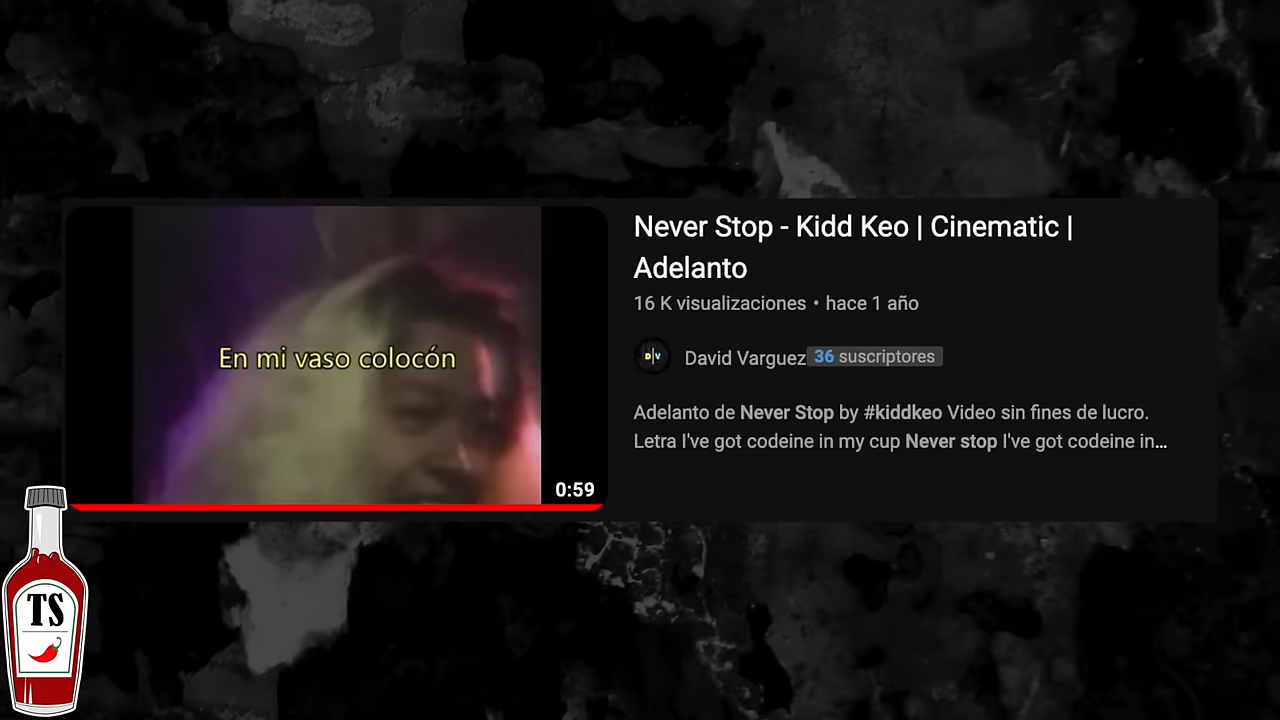 Never Stop - Kidd Keo | Cinematic |
Adelanto
16 K visualizaciones • hace 1 año
En mi vaso colocón
D|V David Varguez 36 suscriptores
Adelanto de Never Stop by #kiddkeo Video sin fines de lucro.
Letra I've got codeine in my cup Never stop I've got codeine in...
0:59
TS